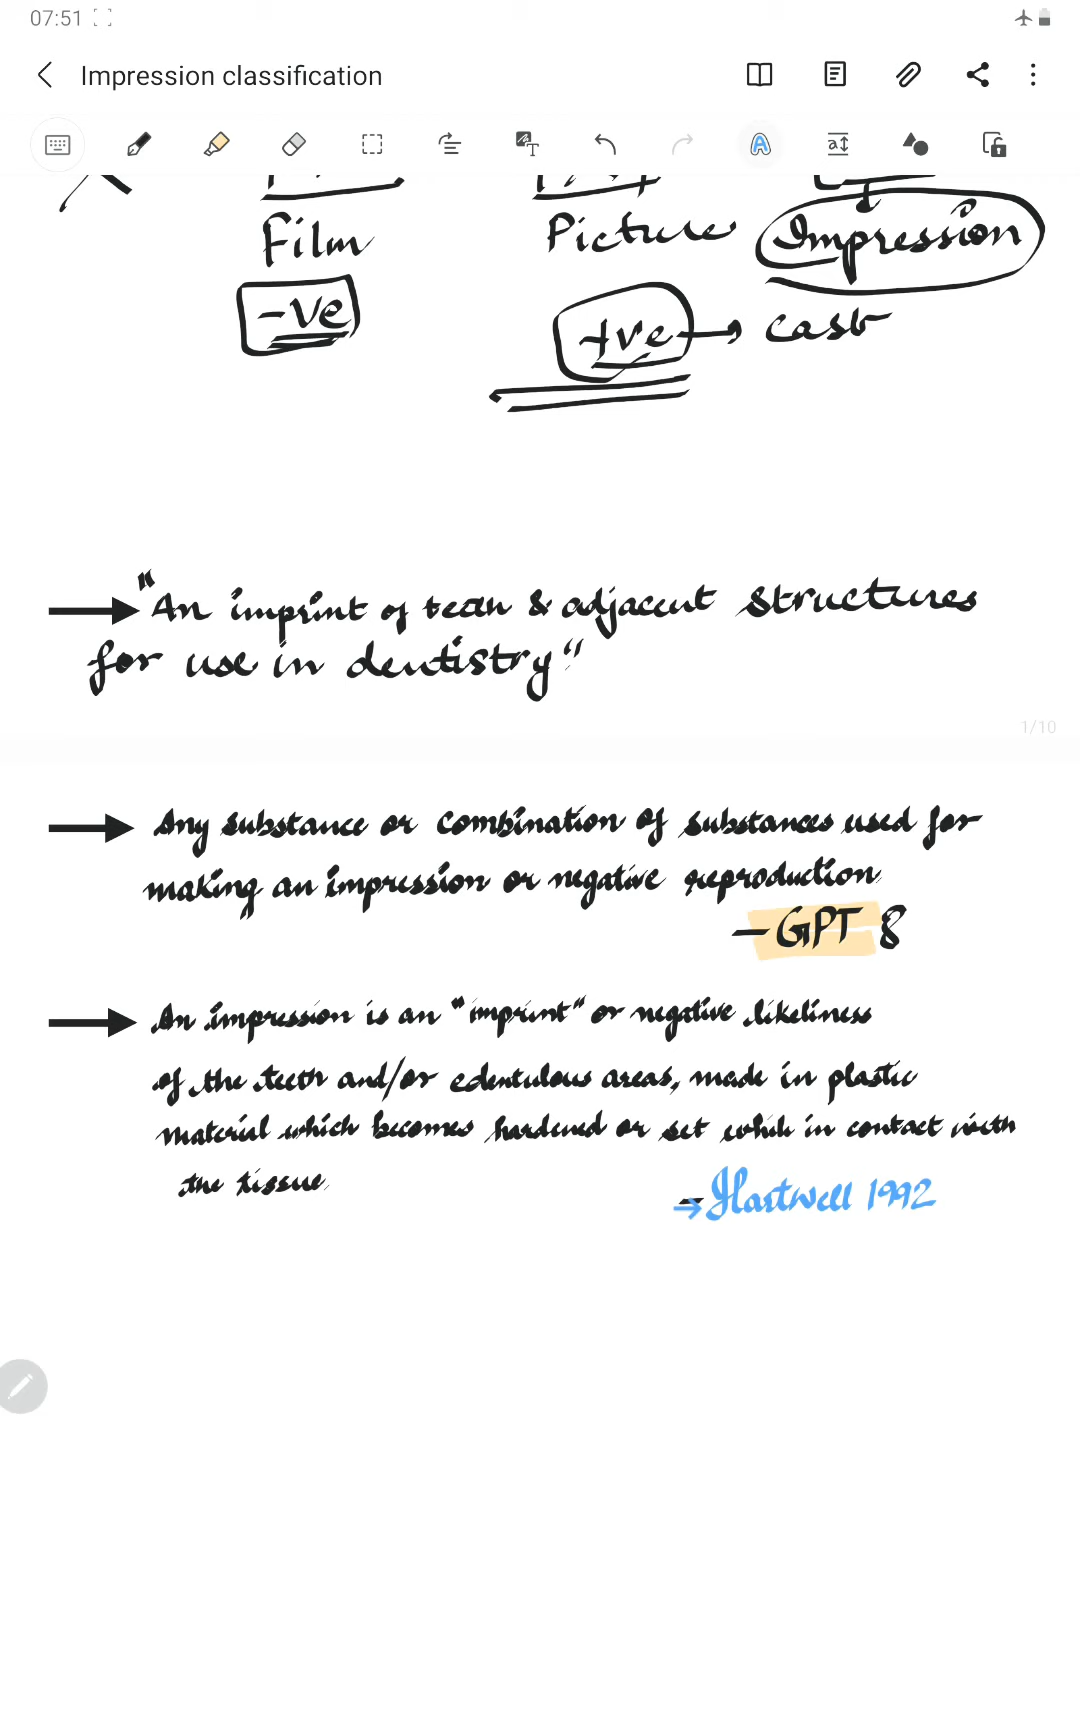 07:51
Impression classification
Film Picture Impression
-ve +ve → cast
→ "An imprint of teeth & adjacent structures
for use in dentistry"
1/10
→ Any substance or combination of substances used for
making an impression or negative reproduction
- GPT 8
→ An impression is an "imprint" or negative likeliness
of the teeth and/or edentulous areas, made in plastic
material which becomes hardened or set while in contact with
the tissue.
→ Hartwell 1992